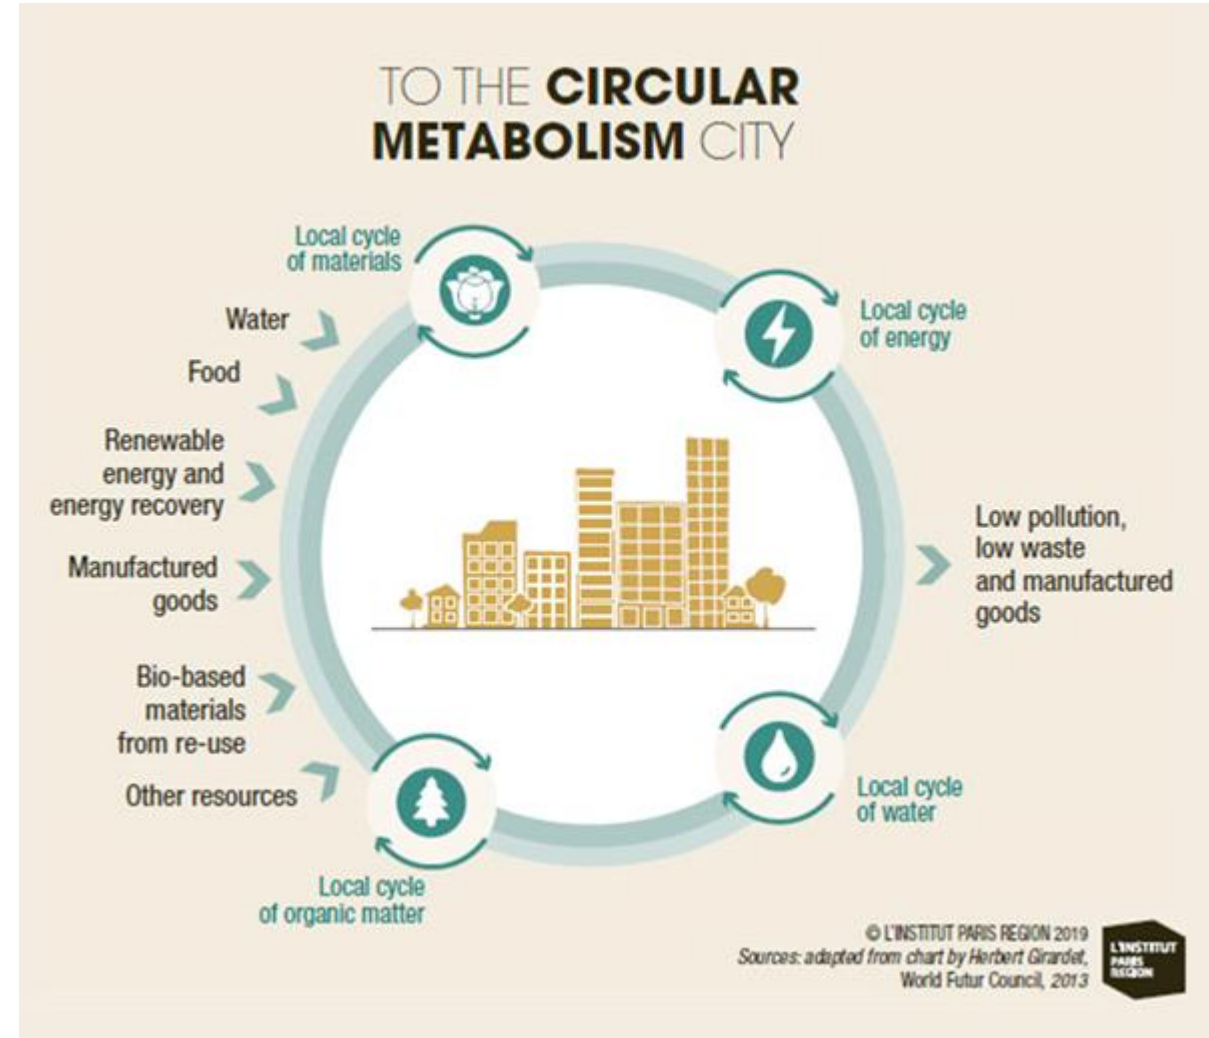 TO THE CIRCULAR
METABOLISM CITY
Local cycle
of materials
Water
Food
Renewable
energy and
energy recovery
Manufactured
goods
Bio-based
materials
from re-use
Other resources
Local cycle
of organic matter
Local cycle
of energy
Low pollution,
low waste
and manufactured
goods
Local cycle
of water
© L'INSTITUT PARIS REGION 2019
Sources: adapted from chart by Herbert Girardet,
World Futur Council, 2013
L'INSTITUT
PARIS
REGION